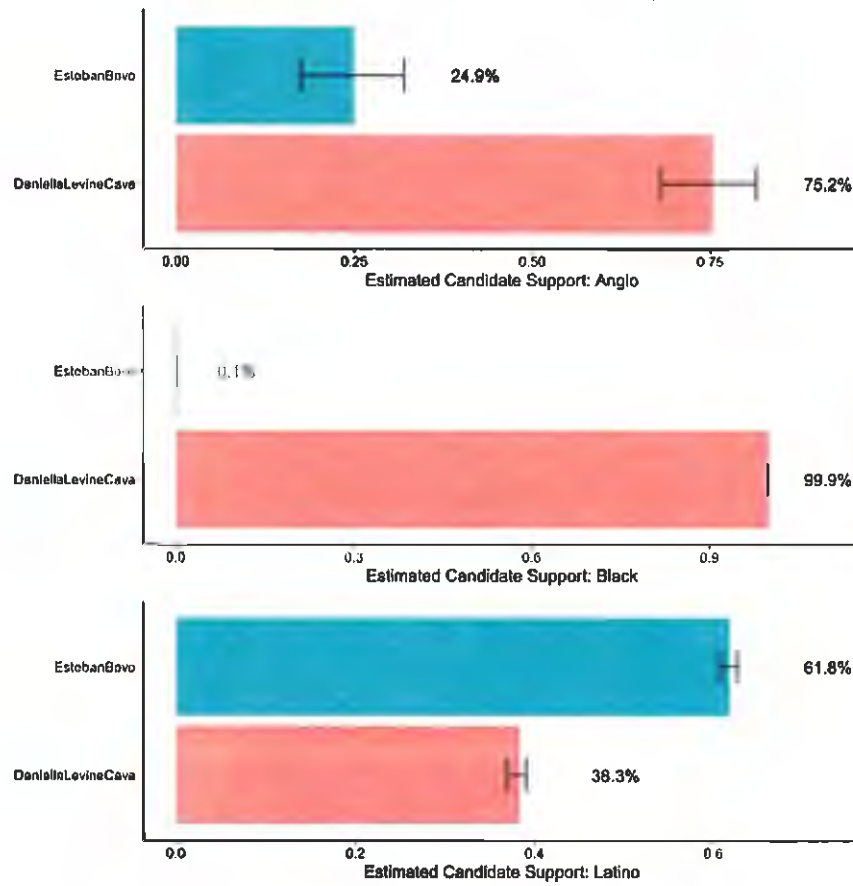 EstebanBovo
24.9%
DaniellaLevineCava
75.2%
0.00 0.25 0.50 0.75
Estimated Candidate Support: Anglo
0.1%
DaniellaLevineCava
99.9%
0.0 0.3 0.6 0.9
Estimated Candidate Support: Black
EstebanBovo
61.8%
DaniellaLevineCava
38.3%
0.0 0.2 0.4 0.6
Estimated Candidate Support: Latino